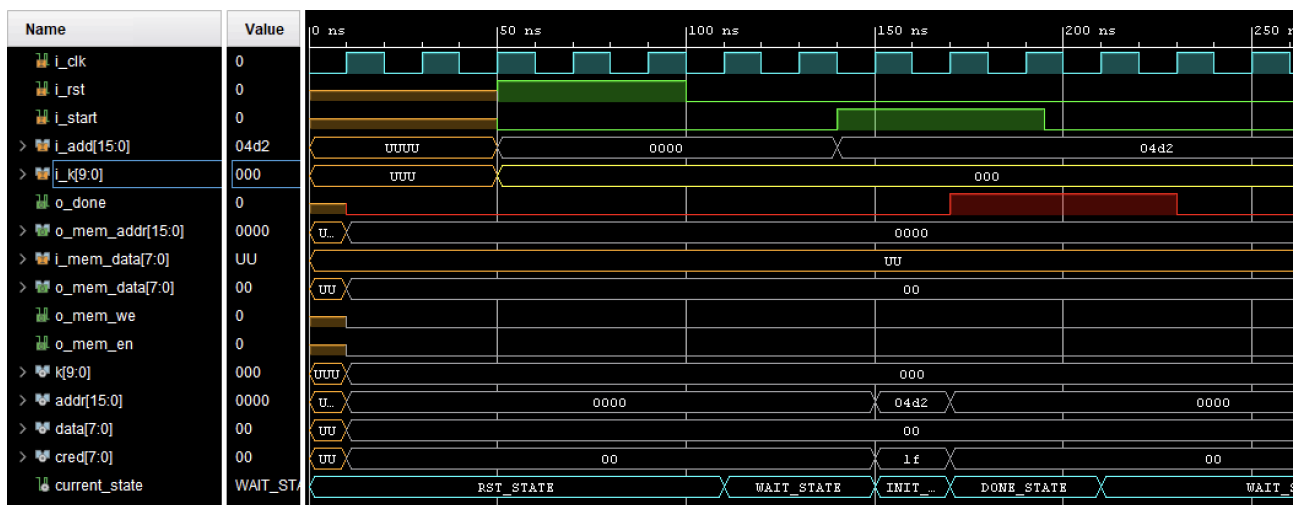 Name Value 0 ns 50 ns 100 ns 150 ns 200 ns 250 n
i_clk 0
i_rst 0
i_start 0
i_add[15:0] 04d2 UUUU 0000 04d2
i_k[9:0] 000 UUU 000
o_done 0
o_mem_addr[15:0] 0000 U... 0000
i_mem_data[7:0] UU UU
o_mem_data[7:0] 00 UU 00
o_mem_we 0
o_mem_en 0
k[9:0] 000 UUU 000
addr[15:0] 0000 U... 0000 04d2 0000
data[7:0] 00 UU 00
cred[7:0] 00 UU 00 1f 00
current_state WAIT_STA RST_STATE WAIT_STATE INIT_... DONE_STATE WAIT_S